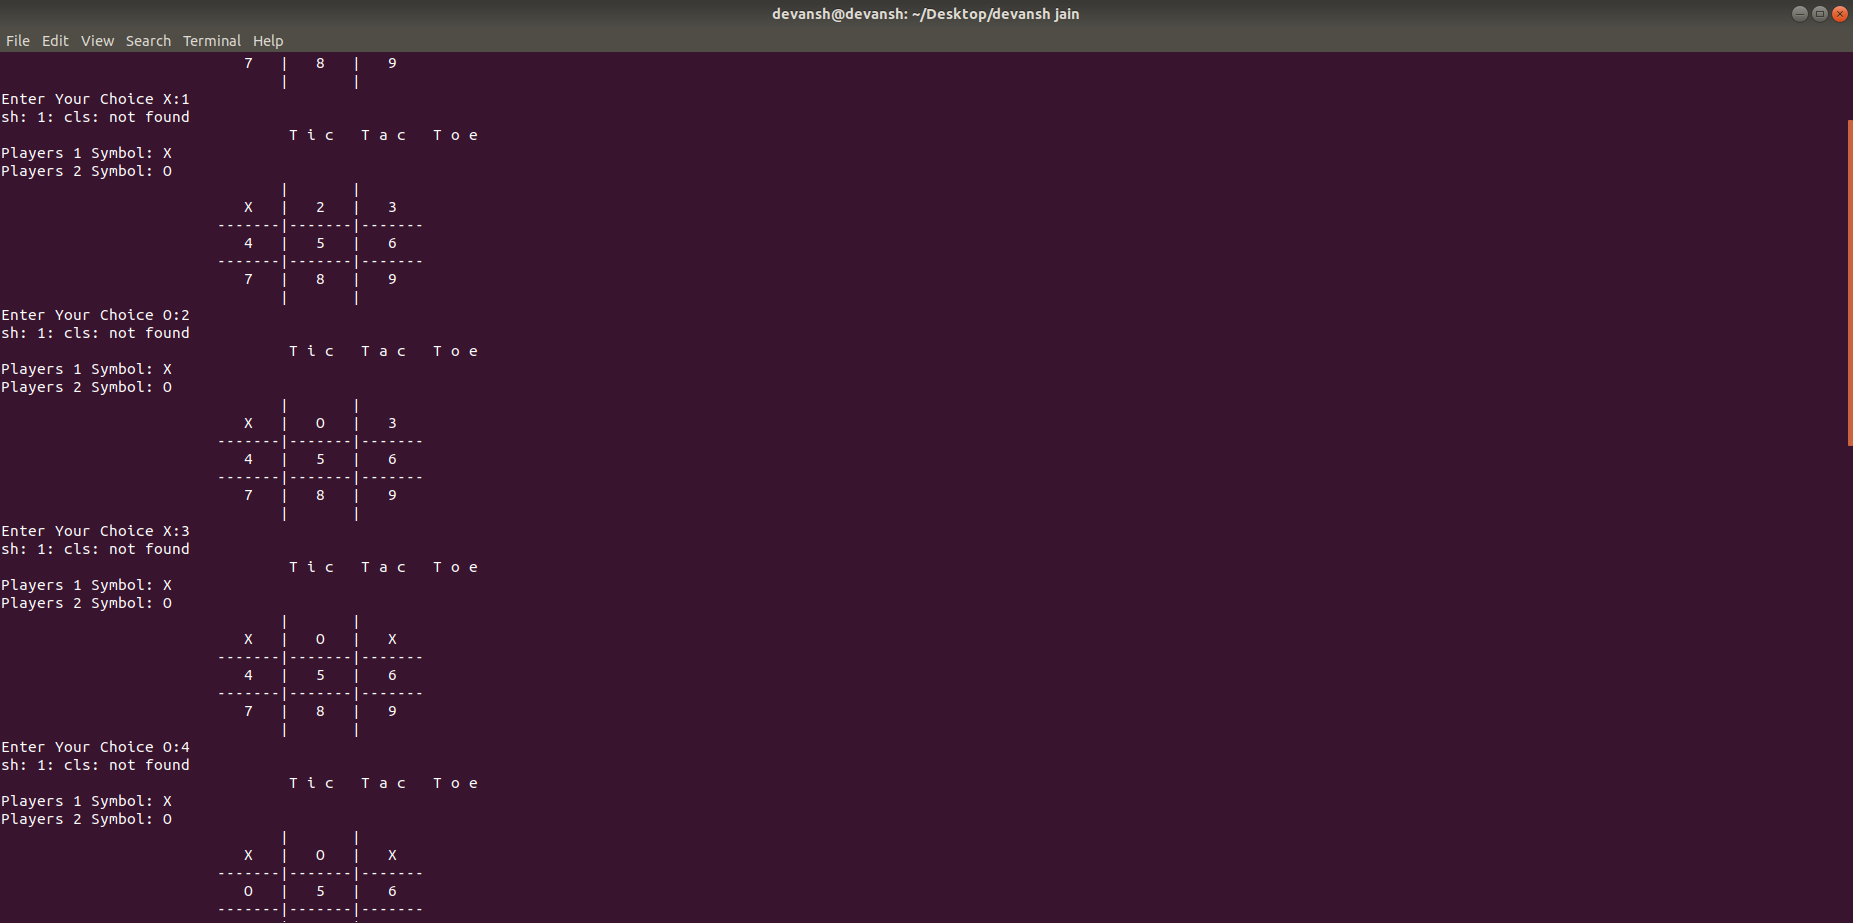 devansh@devansh: ~/Desktop/devansh jain
File Edit View Search Terminal Help
7 | 8 | 9
| |
Enter Your Choice X:1
sh: 1: cls: not found
T i c T a c T o e
Players 1 Symbol: X
Players 2 Symbol: O
| |
X | 2 | 3
-------|-------|-------
4 | 5 | 6
-------|-------|-------
7 | 8 | 9
| |
Enter Your Choice O:2
sh: 1: cls: not found
T i c T a c T o e
Players 1 Symbol: X
Players 2 Symbol: O
| |
X | O | 3
-------|-------|-------
4 | 5 | 6
-------|-------|-------
7 | 8 | 9
| |
Enter Your Choice X:3
sh: 1: cls: not found
T i c T a c T o e
Players 1 Symbol: X
Players 2 Symbol: O
| |
X | O | X
-------|-------|-------
4 | 5 | 6
-------|-------|-------
7 | 8 | 9
| |
Enter Your Choice O:4
sh: 1: cls: not found
T i c T a c T o e
Players 1 Symbol: X
Players 2 Symbol: O
| |
X | O | X
-------|-------|-------
O | 5 | 6
-------|-------|-------